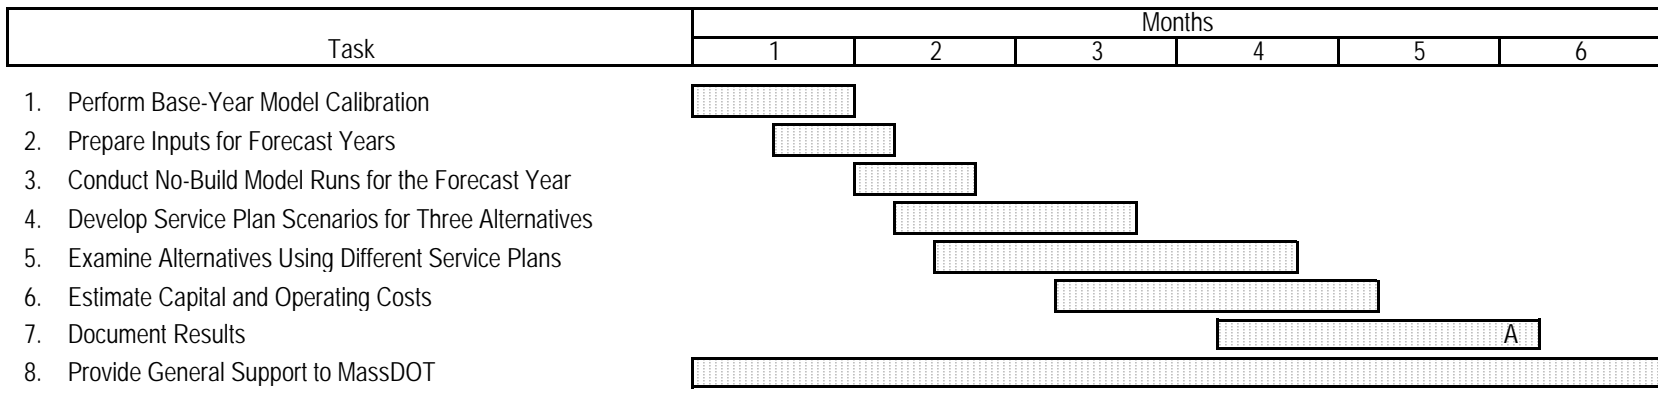 Months
Task 1 2 3 4 5 6
1. Perform Base-Year Model Calibration
2. Prepare Inputs for Forecast Years
3. Conduct No-Build Model Runs for the Forecast Year
4. Develop Service Plan Scenarios for Three Alternatives
5. Examine Alternatives Using Different Service Plans
6. Estimate Capital and Operating Costs
7. Document Results A
8. Provide General Support to MassDOT